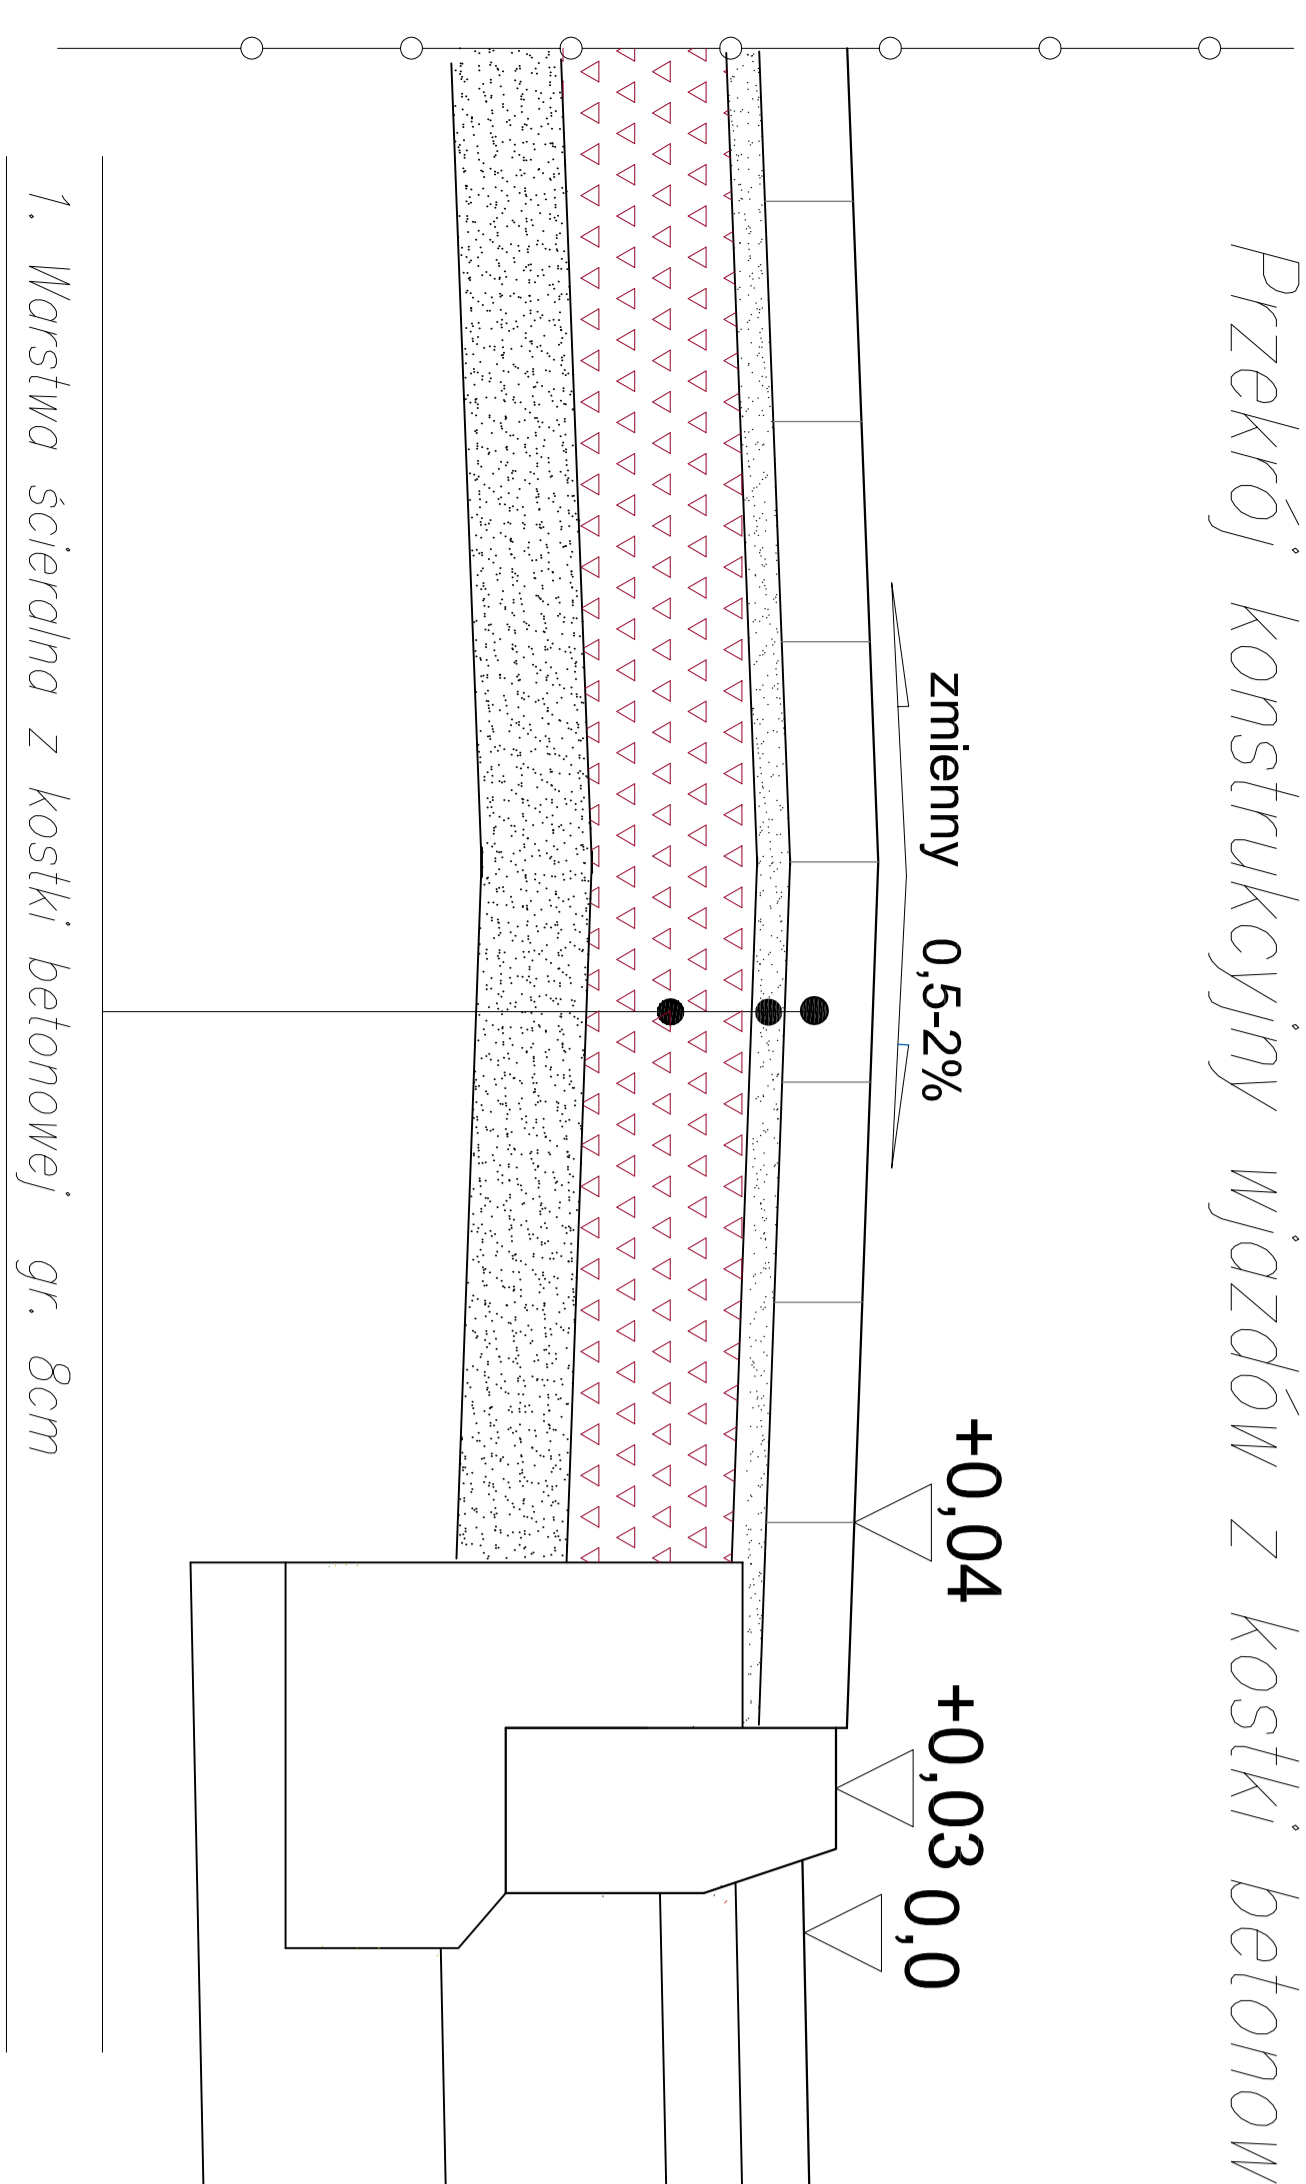 Przekrój konstrukcyjny wjazdów z kostki betonow
zmienny 0,5-2%
+0,04
+0,03
0,0
1. Warstwa ścieralna z kostki betonowej gr. 8cm